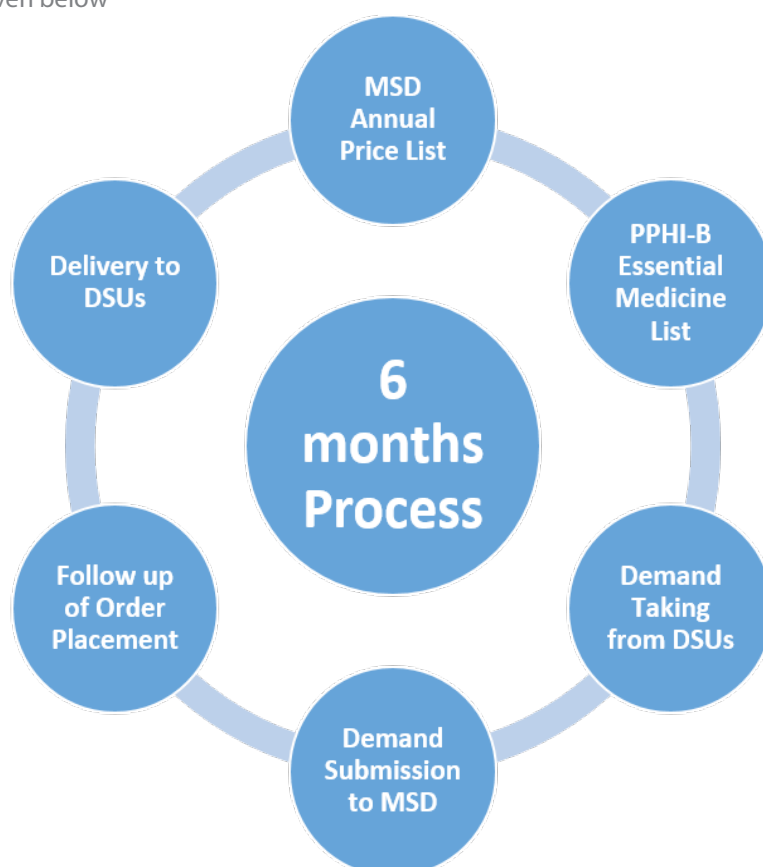 below
MSD
Annual
Price List
PPHI-B
Essential
Medicine
List
Demand
Taking
from DSUs
Demand
Submission
to MSD
Follow up
of Order
Placement
Delivery to
DSUs
6
months
Process